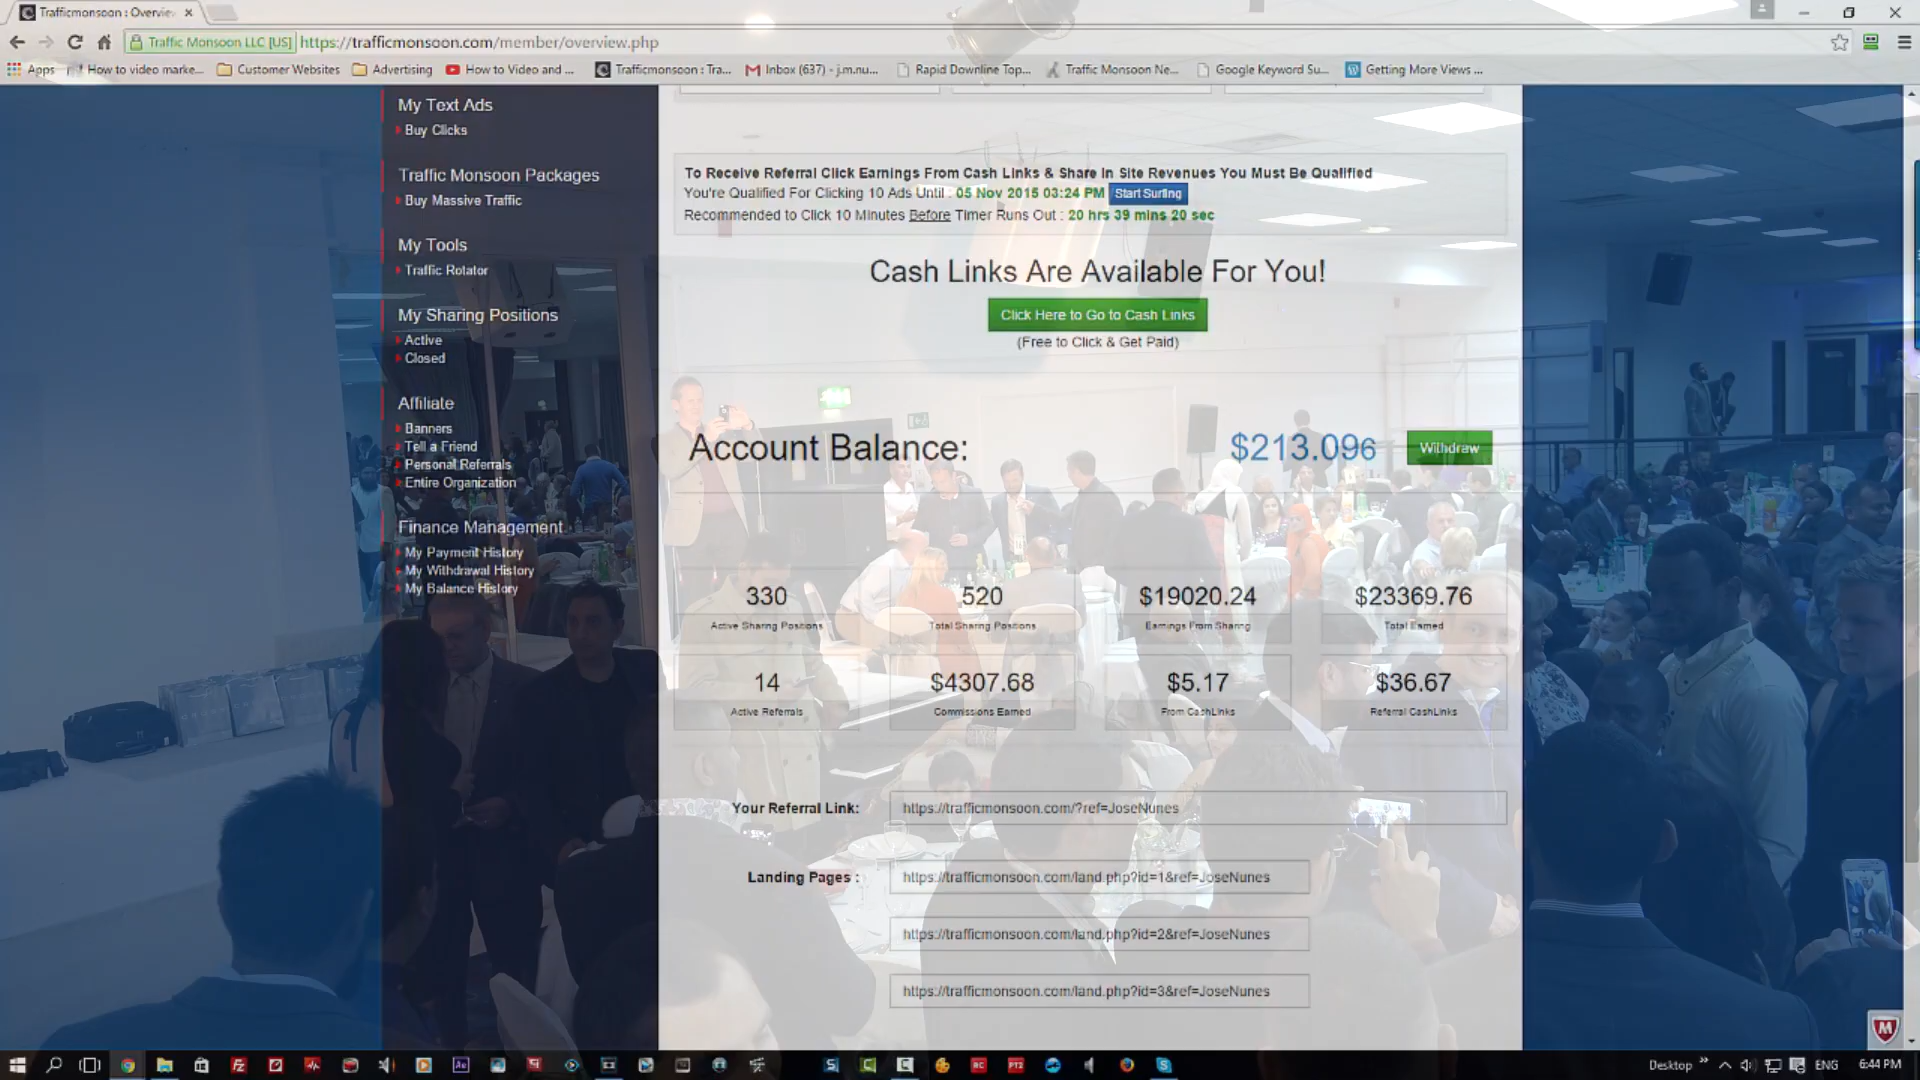 Trafficmonsoon : Overvie
Traffic Monsoon LLC [US] https://trafficmonsoon.com/member/overview.php
Apps How to video marke... Customer Websites Advertising How to Video and ... Trafficmonsoon : Tra... Inbox (637) - j.m.nu... Rapid Downline Top... Traffic Monsoon Ne... Google Keyword Su... Getting More Views ...
My Text Ads
Buy Clicks
Traffic Monsoon Packages
Buy Massive Traffic
My Tools
Traffic Rotator
My Sharing Positions
Active
Closed
Affiliate
Banners
Tell a Friend
Personal Referrals
Entire Organization
Finance Management
My Payment History
My Withdrawal History
My Balance History
To Receive Referral Click Earnings From Cash Links & Share In Site Revenues You Must Be Qualified
You're Qualified For Clicking 10 Ads Until : 05 Nov 2015 03:24 PM Start Surfing
Recommended to Click 10 Minutes Before Timer Runs Out : 20 hrs 39 mins 20 sec
Cash Links Are Available For You!
Click Here to Go to Cash Links
(Free to Click & Get Paid)
Account Balance: $213.096 Withdraw
330 520 $19020.24 $23369.76
Active Sharing Positions Total Sharing Positions Earnings From Sharing Total Earned
14 $4307.68 $5.17 $36.67
Active Referrals Commissions Earned From CashLinks Referral CashLinks
Your Referral Link: https://trafficmonsoon.com/?ref=JoseNunes
Landing Pages : https://trafficmonsoon.com/land.php?id=1&ref=JoseNunes
https://trafficmonsoon.com/land.php?id=2&ref=JoseNunes
https://trafficmonsoon.com/land.php?id=3&ref=JoseNunes
Desktop ENG 6:44 PM